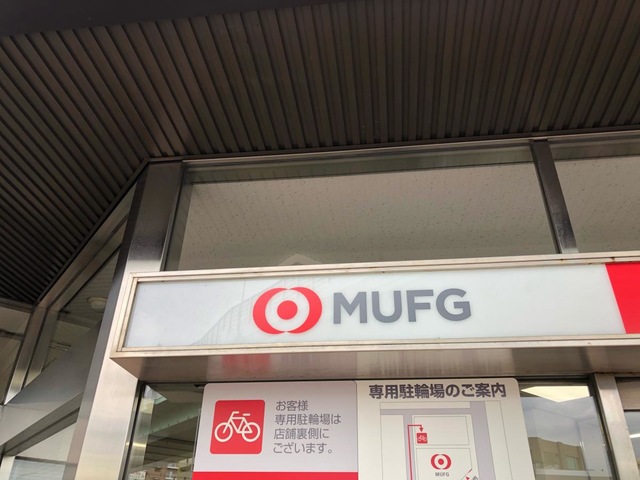 MUFG
お客様
専用駐輪場は
店舗裏側に
ございます。
専用駐輪場のご案内
MUFG